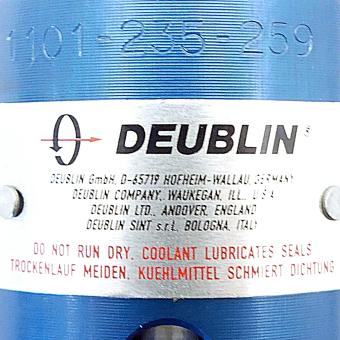 1101-235-259
DEUBLIN®
DEUBLIN GmbH, D-65719 HOFHEIM-WALLAU, GERMANY
DEUBLIN COMPANY, WAUKEGAN, ILL., U.S.A
DEUBLIN LTD., ANDOVER, ENGLAND
DEUBLIN SINT s.r.l., BOLOGNA, ITALY
DO NOT RUN DRY, COOLANT LUBRICATES SEALS
TROCKENLAUF MEIDEN, KUEHLMITTEL SCHMIERT DICHTUNG